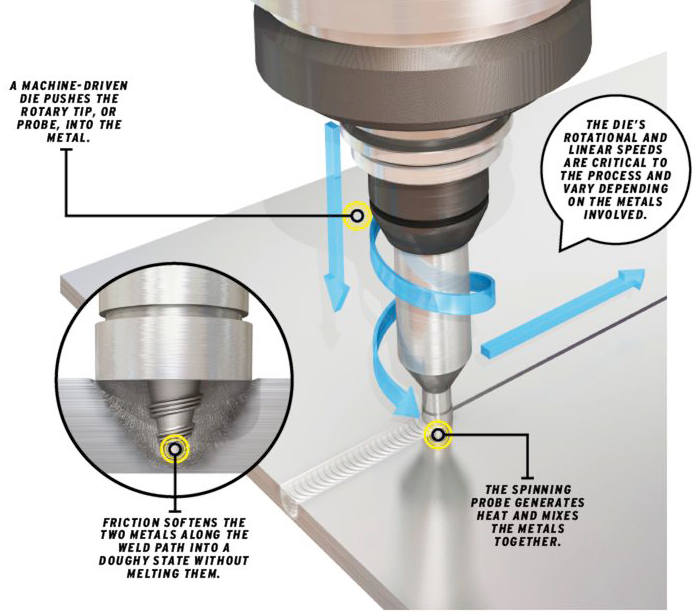 A MACHINE-DRIVEN
DIE PUSHES THE
ROTARY TIP, OR
PROBE, INTO THE
METAL.
THE DIE'S
ROTATIONAL AND
LINEAR SPEEDS
ARE CRITICAL TO
THE PROCESS AND
VARY DEPENDING
ON THE METALS
INVOLVED.
THE SPINNING
PROBE GENERATES
HEAT AND MIXES
THE METALS
TOGETHER.
FRICTION SOFTENS THE
TWO METALS ALONG THE
WELD PATH INTO A
DOUGHY STATE WITHOUT
MELTING THEM.